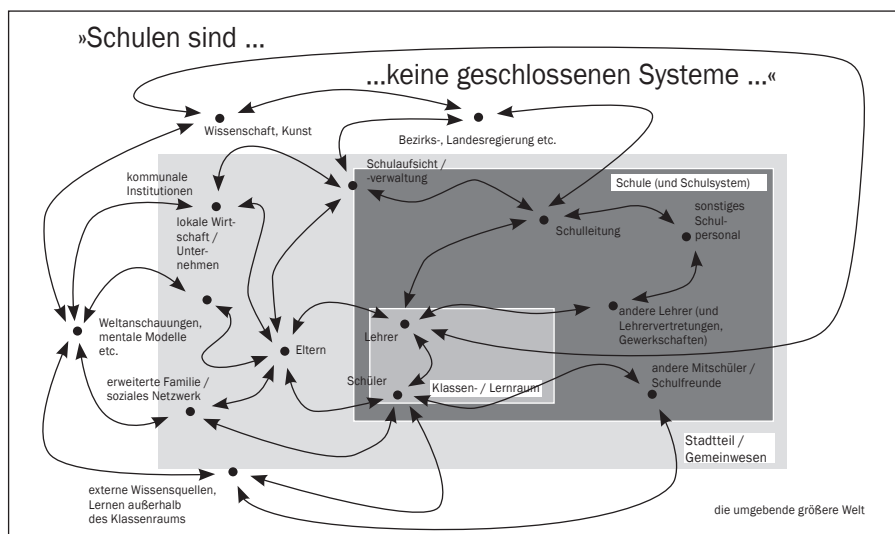 »Schulen sind ...
...keine geschlossenen Systeme ...«
Wissenschaft, Kunst
Bezirks-, Landesregierung etc.
kommunale
Institutionen
Schulaufsicht /
-verwaltung
Schule (und Schulsystem)
lokale Wirt-
schaft /
Unter-
nehmen
Schulleitung
sonstiges
Schul-
personal
Weltanschauungen,
mentale Modelle
etc.
Eltern
Lehrer
andere Lehrer (und
Lehrervertretungen,
Gewerkschaften)
erweiterte Familie /
soziales Netzwerk
Schüler
Klassen- / Lernraum
andere Mitschüler /
Schulfreunde
Stadtteil /
Gemeinwesen
externe Wissensquellen,
Lernen außerhalb
des Klassenraums
die umgebende größere Welt